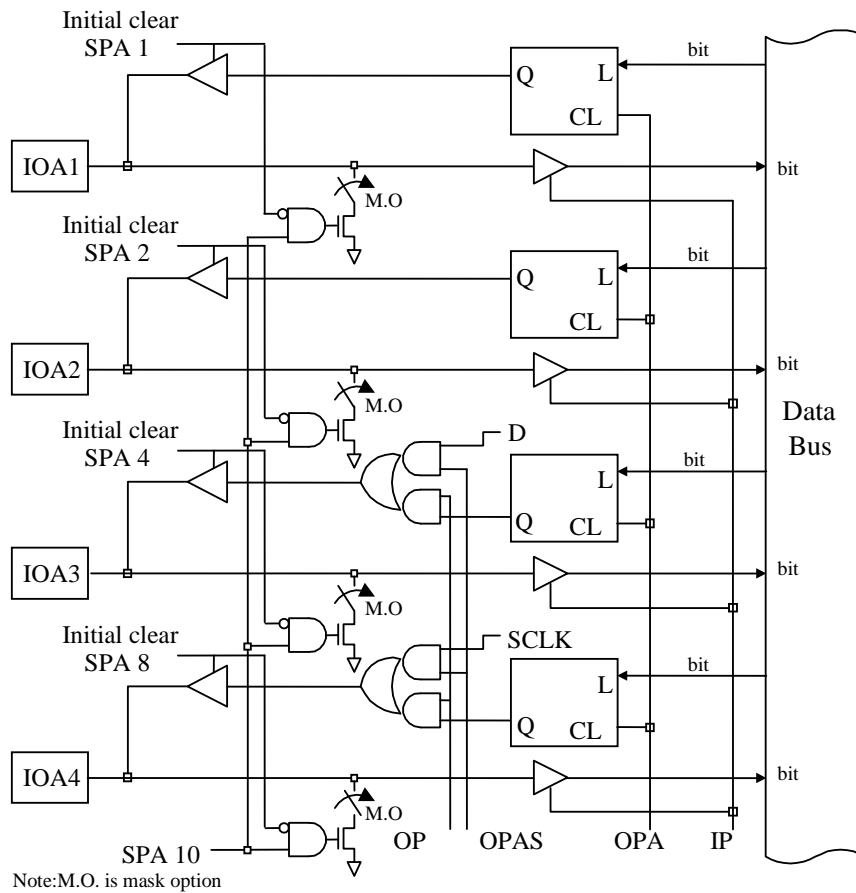 Initial clear
SPA 1
bit
Q
L
CL
IOA1
bit
M.O
Initial clear
SPA 2
bit
Q
L
CL
IOA2
bit
M.O
Data
Bus
Initial clear
SPA 4
D
bit
L
Q
CL
IOA3
bit
M.O
Initial clear
SPA 8
SCLK
bit
L
Q
CL
IOA4
bit
M.O
SPA 10
OP
OPAS
OPA
IP
Note:M.O. is mask option